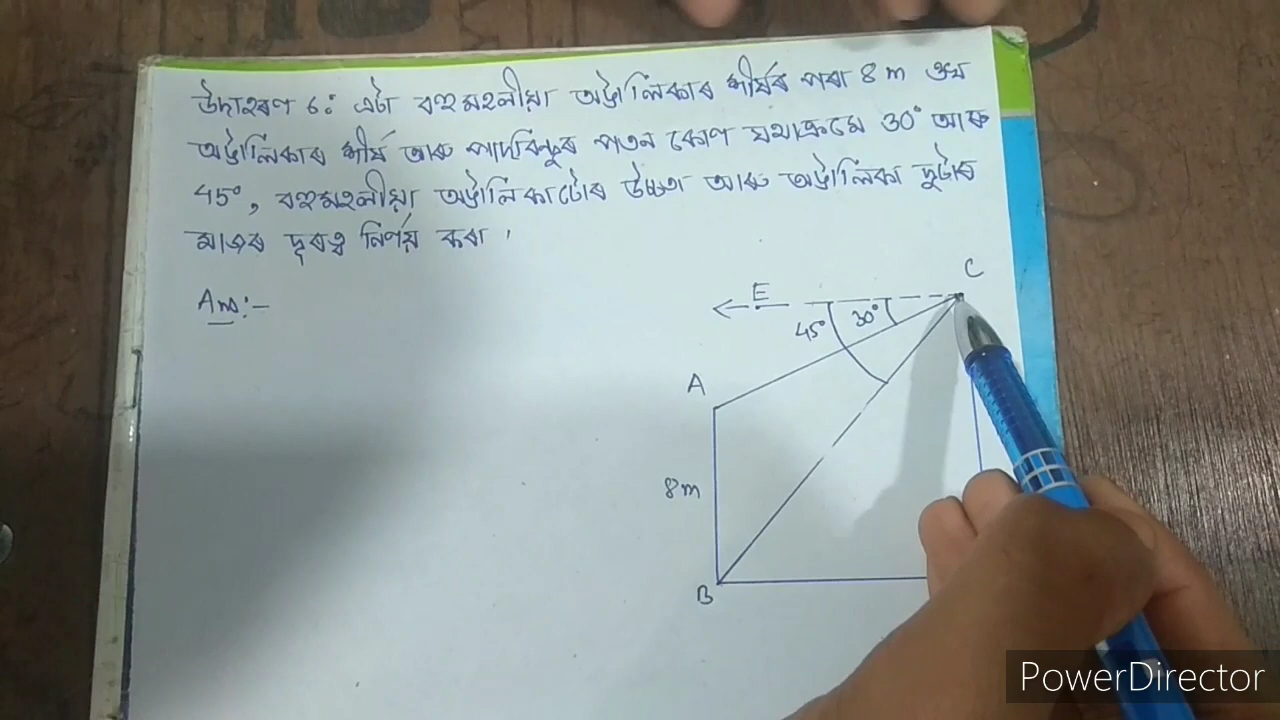 উদাহৰণ 6: এটা বহুমহলীয়া অট্টালিকাৰ শীৰ্ষৰ পৰা 8 m ওখ
অট্টালিকাৰ শীৰ্ষ আৰু পাদবিন্দুৰ পতন কোণ যথাক্ৰমে 30° আৰু
45°, বহুমহলীয়া অট্টালিকাটোৰ উচ্চতা আৰু অট্টালিকা দুটাৰ
মাজৰ দূৰত্ব নিৰ্ণয় কৰা ।
Ans:-
C
E
45° 30°
A
8m
B
PowerDirector